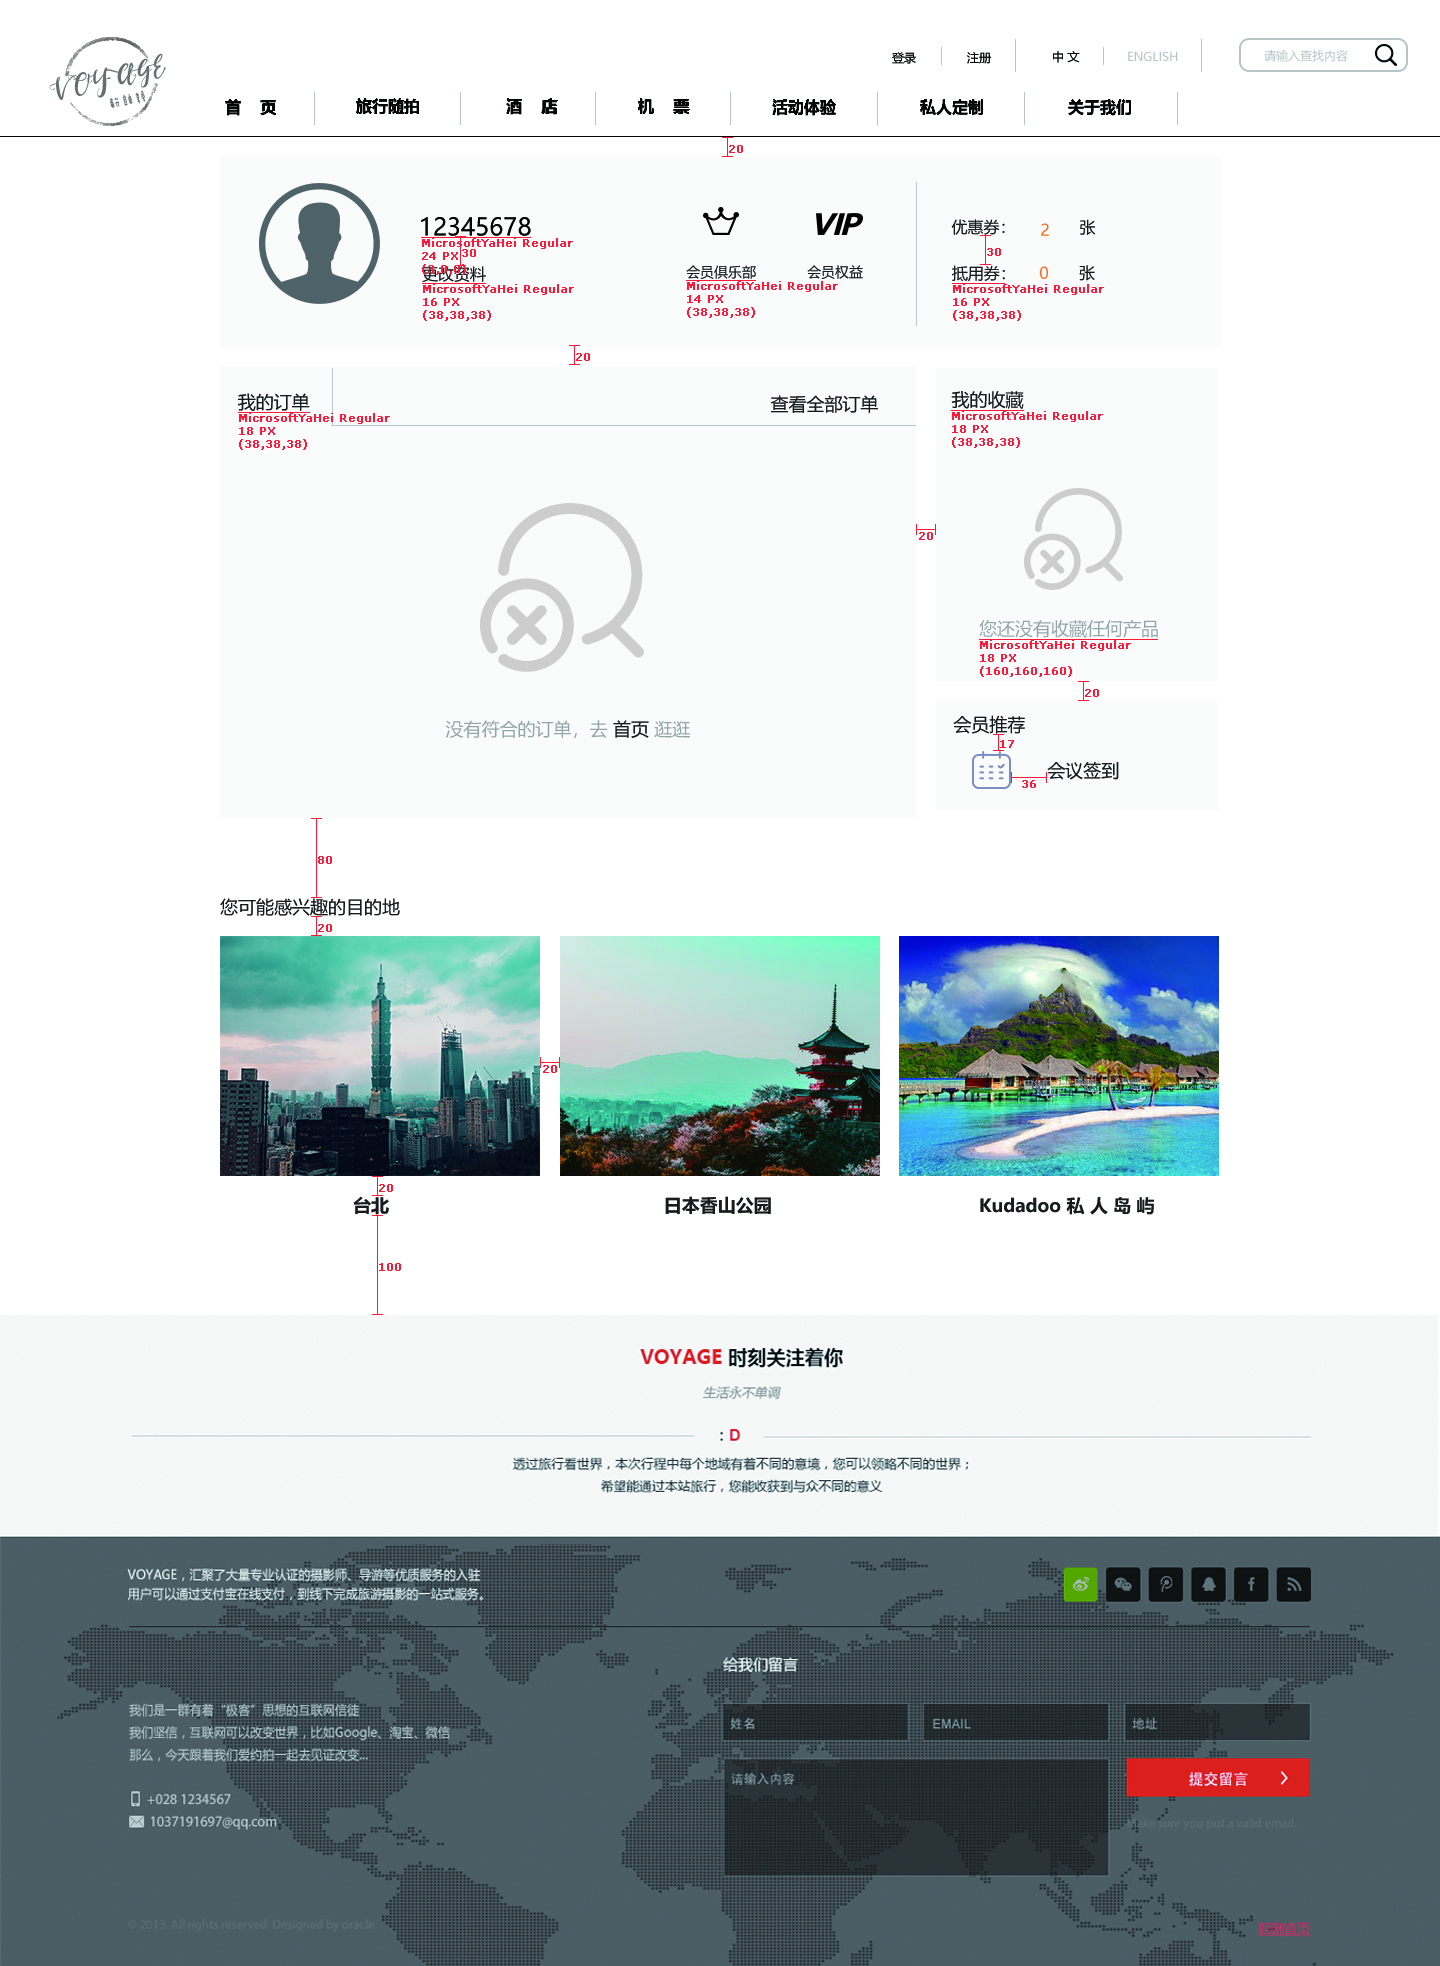 登录
注册
中 文
ENGLISH
请输入查找内容
voyage
首 页
旅行随拍
酒 店
机 票
活动体验
私人定制
关于我们
20
12345678
MicrosoftYaHei Regular
24 PX
30
更改资料
MicrosoftYaHei Regular
16 PX
(38,38,38)
会员俱乐部
MicrosoftYaHei Regular
14 PX
(38,38,38)
VIP
会员权益
优惠券： 2 张
30
抵用券： 0 张
MicrosoftYaHei Regular
16 PX
(38,38,38)
20
我的订单
MicrosoftYaHei Regular
18 PX
(38,38,38)
查看全部订单
没有符合的订单，去 首页 逛逛
20
我的收藏
MicrosoftYaHei Regular
18 PX
(38,38,38)
您还没有收藏任何产品
MicrosoftYaHei Regular
18 PX
(160,160,160)
20
会员推荐
17
36
会议签到
80
您可能感兴趣的目的地
20
20
20
台北
日本香山公园
Kudadoo 私 人 岛 屿
100
VOYAGE 时刻关注着你
生活永不单调
：D
透过旅行看世界，本次行程中每个地域有着不同的意境，您可以领略不同的世界；
希望能通过本站旅行，您能收获到与众不同的意义
VOYAGE，汇聚了大量专业认证的摄影师、导游等优质服务的入驻
用户可以通过支付宝在线支付，到线下完成旅游摄影的一站式服务。
给我们留言
我们是一群有着“极客”思想的互联网信徒
我们坚信，互联网可以改变世界，比如Google、淘宝、微信
那么，今天跟着我们爱约拍一起去见证改变...
+028 1234567
1037191697@qq.com
姓名
EMAIL
地址
请输入内容
提交留言
ake sure you put a valid email.
© 2013. All rights reserved. Designed by oracle
回到首页